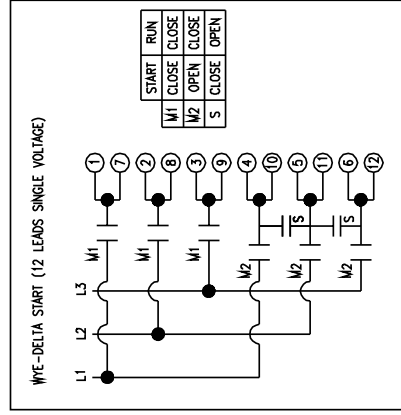 WYE-DELTA START (12 LEADS SINGLE VOLTAGE)
START RUN
M1 CLOSE CLOSE
M2 OPEN CLOSE
S CLOSE OPEN
L1 L2 L3
M1 1 7
M1 2 8
M1 3 9
M2 4 10
S
M2 5 11
S
M2 6 12